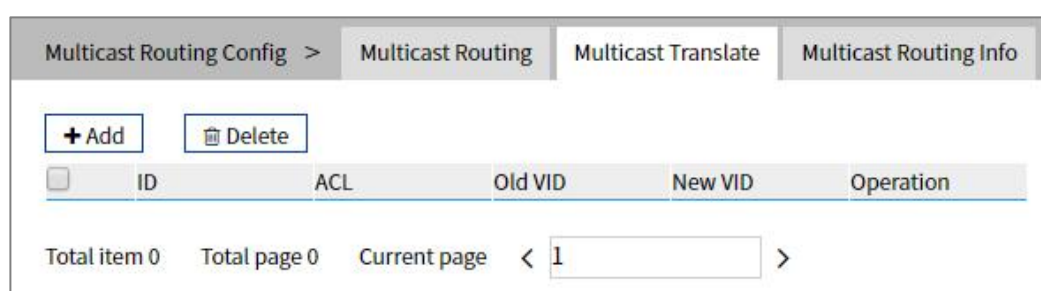 Multicast Routing Config > Multicast Routing Multicast Translate Multicast Routing Info
+ Add Delete
ID ACL Old VID New VID Operation
Total item 0 Total page 0 Current page < 1 >